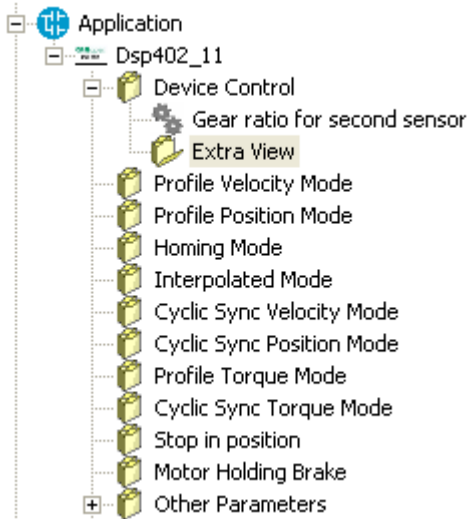 Application
Dsp402_11
Device Control
Gear ratio for second sensor
Extra View
Profile Velocity Mode
Profile Position Mode
Homing Mode
Interpolated Mode
Cyclic Sync Velocity Mode
Cyclic Sync Position Mode
Profile Torque Mode
Cyclic Sync Torque Mode
Stop in position
Motor Holding Brake
Other Parameters